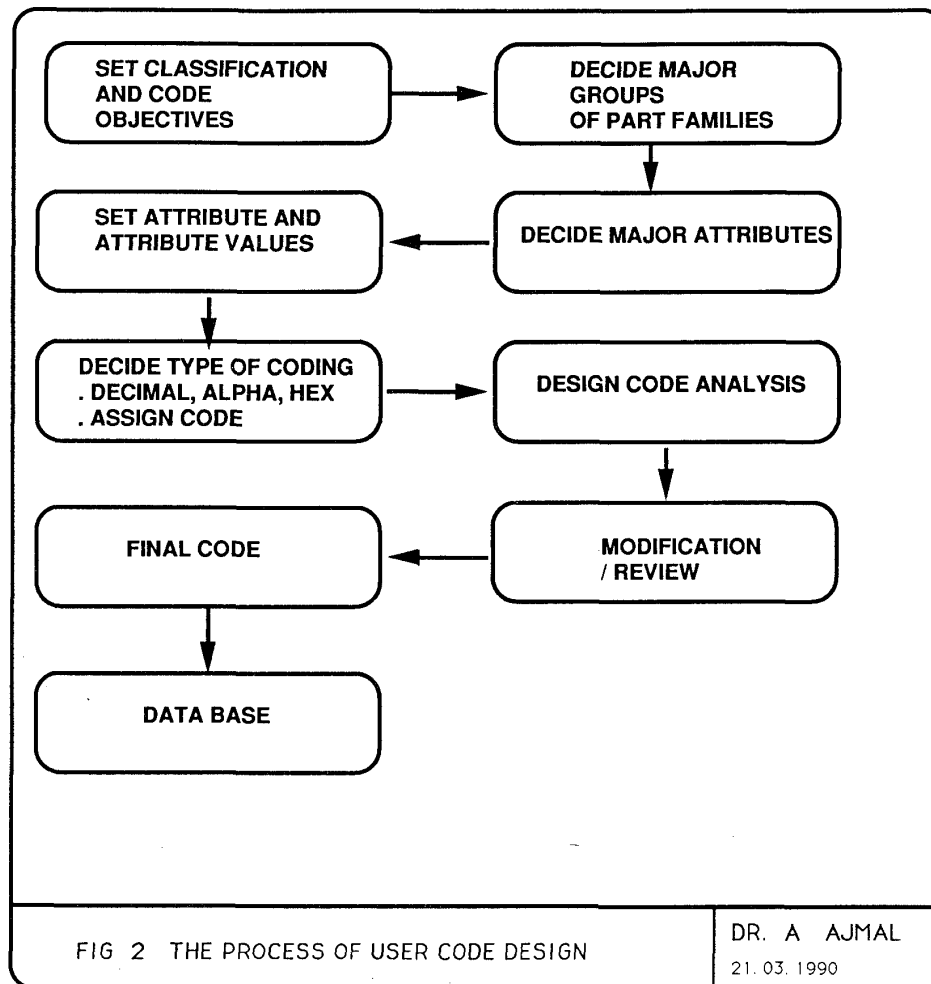 SET CLASSIFICATION
AND CODE
OBJECTIVES
DECIDE MAJOR
GROUPS
OF PART FAMILIES
DECIDE MAJOR ATTRIBUTES
SET ATTRIBUTE AND
ATTRIBUTE VALUES
DECIDE TYPE OF CODING
. DECIMAL, ALPHA, HEX
. ASSIGN CODE
DESIGN CODE ANALYSIS
MODIFICATION
/ REVIEW
FINAL CODE
DATA BASE
FIG 2 THE PROCESS OF USER CODE DESIGN
DR. A AJMAL
21.03.1990